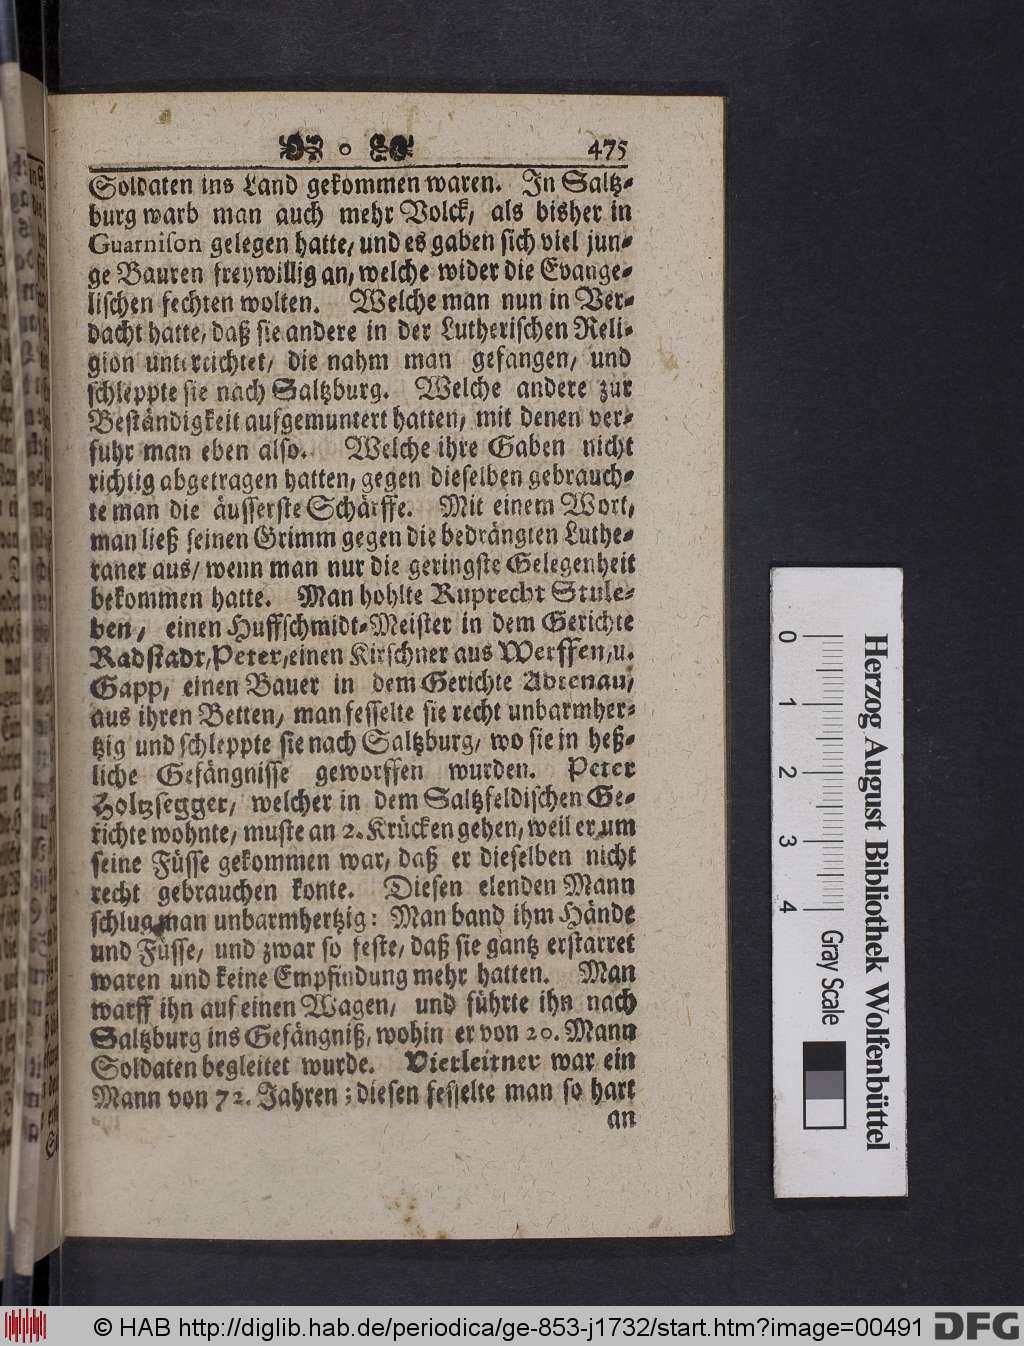 475
Soldaten ins Land gekommen waren. In Saltz-
burg warb man auch mehr Volck, als bisher in
Guarnison gelegen hatte, und es gaben sich viel jun-
ge Bauren freywillig an, welche wider die Evange-
lischen fechten wolten. Welche man nun in Ver-
dacht hatte, daß sie andere in der Lutherischen Reli-
gion unterrichtet, die nahm man gefangen, und
schleppte sie nach Saltzburg. Welche andere zur
Beständigkeit aufgemuntert hatten, mit denen ver-
fuhr man eben also. Welche ihre Gaben nicht
richtig abgetragen hatten, gegen dieselben gebrauch-
te man die äusserste Schärffe. Mit einem Wort,
man ließ seinen Grimm gegen die bedrängten Luthe-
raner aus, wenn man nur die geringste Gelegenheit
bekommen hatte. Man hohlte Ruprecht Stule-
ben, einen Huffschmidt-Meister in dem Gerichte
Radstadt, Peter, einen Kirschner aus Werffen, u.
Gapp, einen Bauer in dem Gerichte Abtenau,
aus ihren Betten, man fesselte sie recht unbarmher-
tzig und schleppte sie nach Saltzburg, wo sie in heß-
liche Gefängnisse geworffen wurden. Peter
Holtzsegger, welcher in dem Saltzfeldischen Ge-
richte wohnte, muste an 2. Krücken gehen, weil er um
seine Füsse gekommen war, daß er dieselben nicht
recht gebrauchen konte. Diesen elenden Mann
schlug man unbarmhertzig: Man band ihm Hände
und Füsse, und zwar so feste, daß sie gantz erstarret
waren und keine Empfindung mehr hatten. Man
warff ihn auf einen Wagen, und führte ihn nach
Saltzburg ins Gefängniß, wohin er von 20. Mann
Soldaten begleitet wurde. Vierleitner war ein
Mann von 72. Jahren; diesen fesselte man so hart
an
0 1 2 3 4 Gray Scale
Herzog August Bibliothek Wolfenbüttel
© HAB http://diglib.hab.de/periodica/ge-853-j1732/start.htm?image=00491 DFG